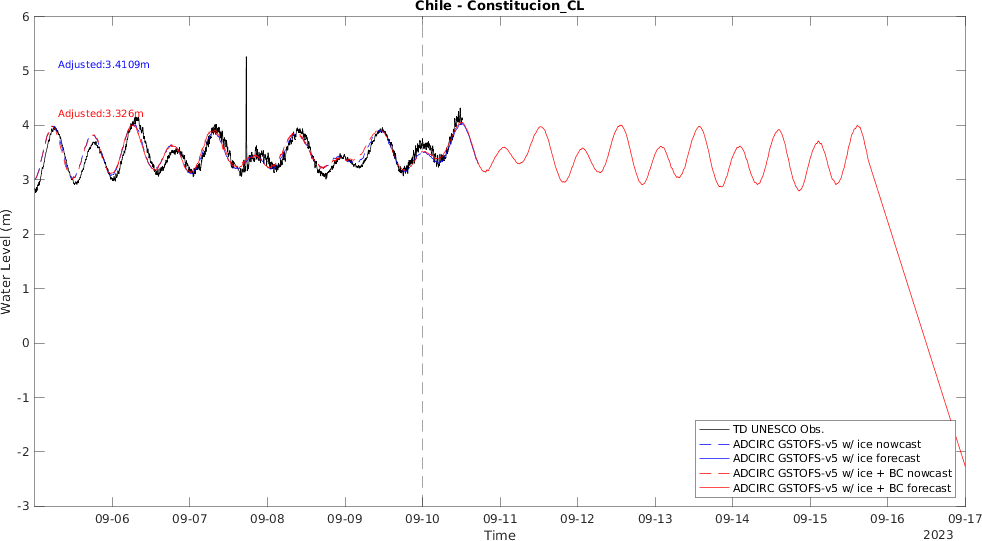 Chile - Constitucion_CL
6
5
4
3
2
1
0
-1
-2
-3
Water Level (m)
Adjusted:3.4109m
Adjusted:3.326m
TD UNESCO Obs.
ADCIRC GSTOFS-v5 w/ ice nowcast
ADCIRC GSTOFS-v5 w/ ice forecast
ADCIRC GSTOFS-v5 w/ ice + BC nowcast
ADCIRC GSTOFS-v5 w/ ice + BC forecast
09-06 09-07 09-08 09-09 09-10 09-11 09-12 09-13 09-14 09-15 09-16 09-17
Time
2023